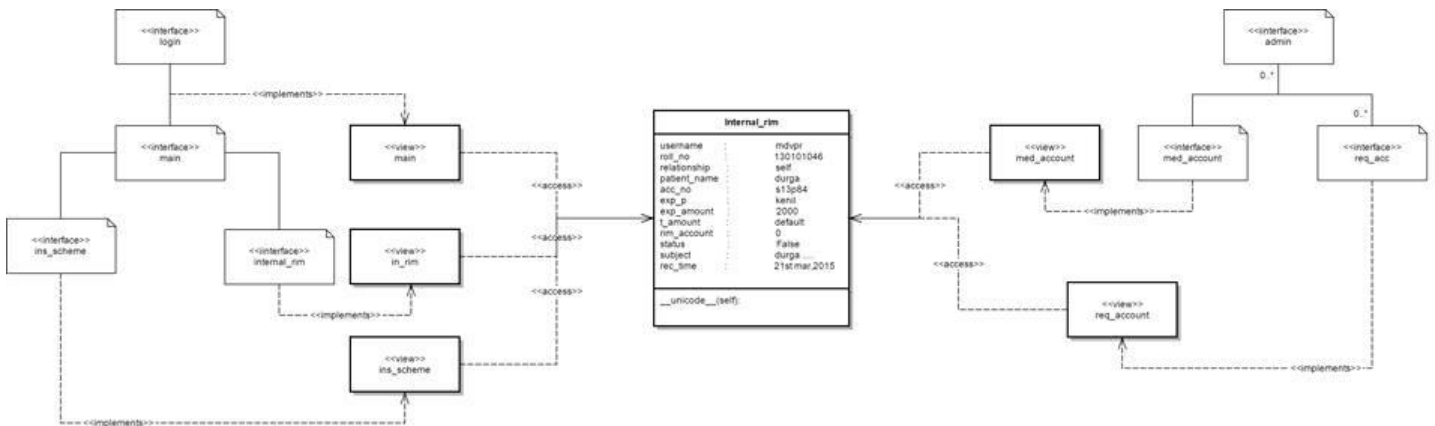 <<interface>>
login
<<implements>>
<<interface>>
main
<<view>>
main
<<access>>
<<interface>>
ins_scheme
<<interface>>
internal_rim
<<view>>
in_rim
<<access>>
<<access>>
<<implements>>
<<view>>
ins_scheme
<<implements>>
Internal_rim
username : mdvpr
roll_no : 130101046
relationship : self
patient_name : durga
acc_no : s13p84
exp_p : kenil
exp_amount : 2000
t_amount : default
rim_account : 0
status : False
subject : durga ....
rec_time : 21st mar,2015
__unicode__(self):
<<interface>>
admin
0..*
0..*
<<view>>
med_account
<<interface>>
med_account
<<interface>>
req_acc
<<access>>
<<implements>>
<<access>>
<<view>>
req_account
<<implements>>